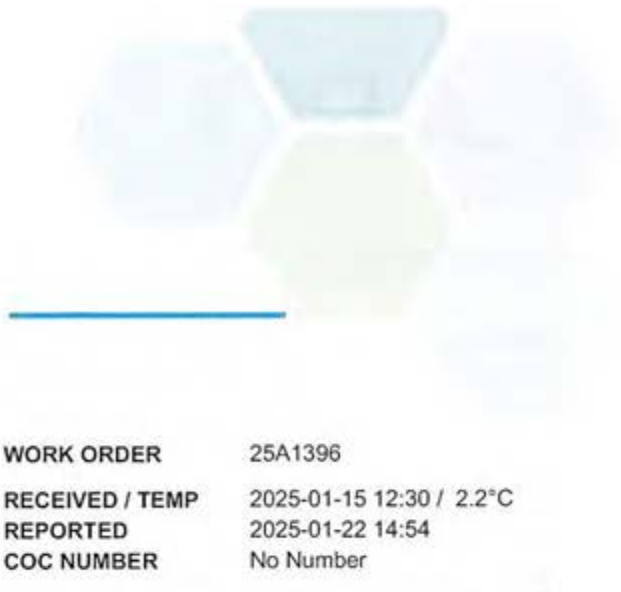 WORK ORDER 25A1396
RECEIVED / TEMP 2025-01-15 12:30 / 2.2°C
REPORTED 2025-01-22 14:54
COC NUMBER No Number